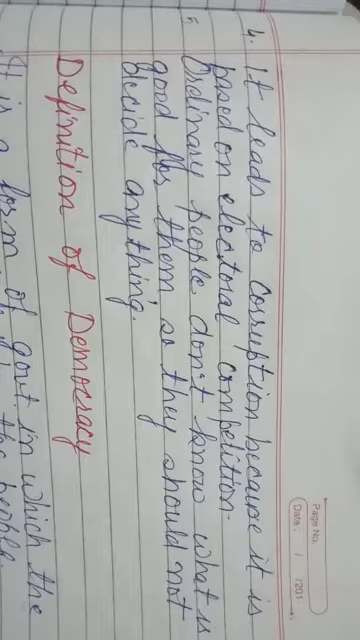 Page No.
Date: / /201
4. It leads to corruption because it is
based on electoral competition.
5. Ordinary people don't know what is
good for them so they should not
decide anything.
Definition of Democracy
It is a form of govt. in which the
the people